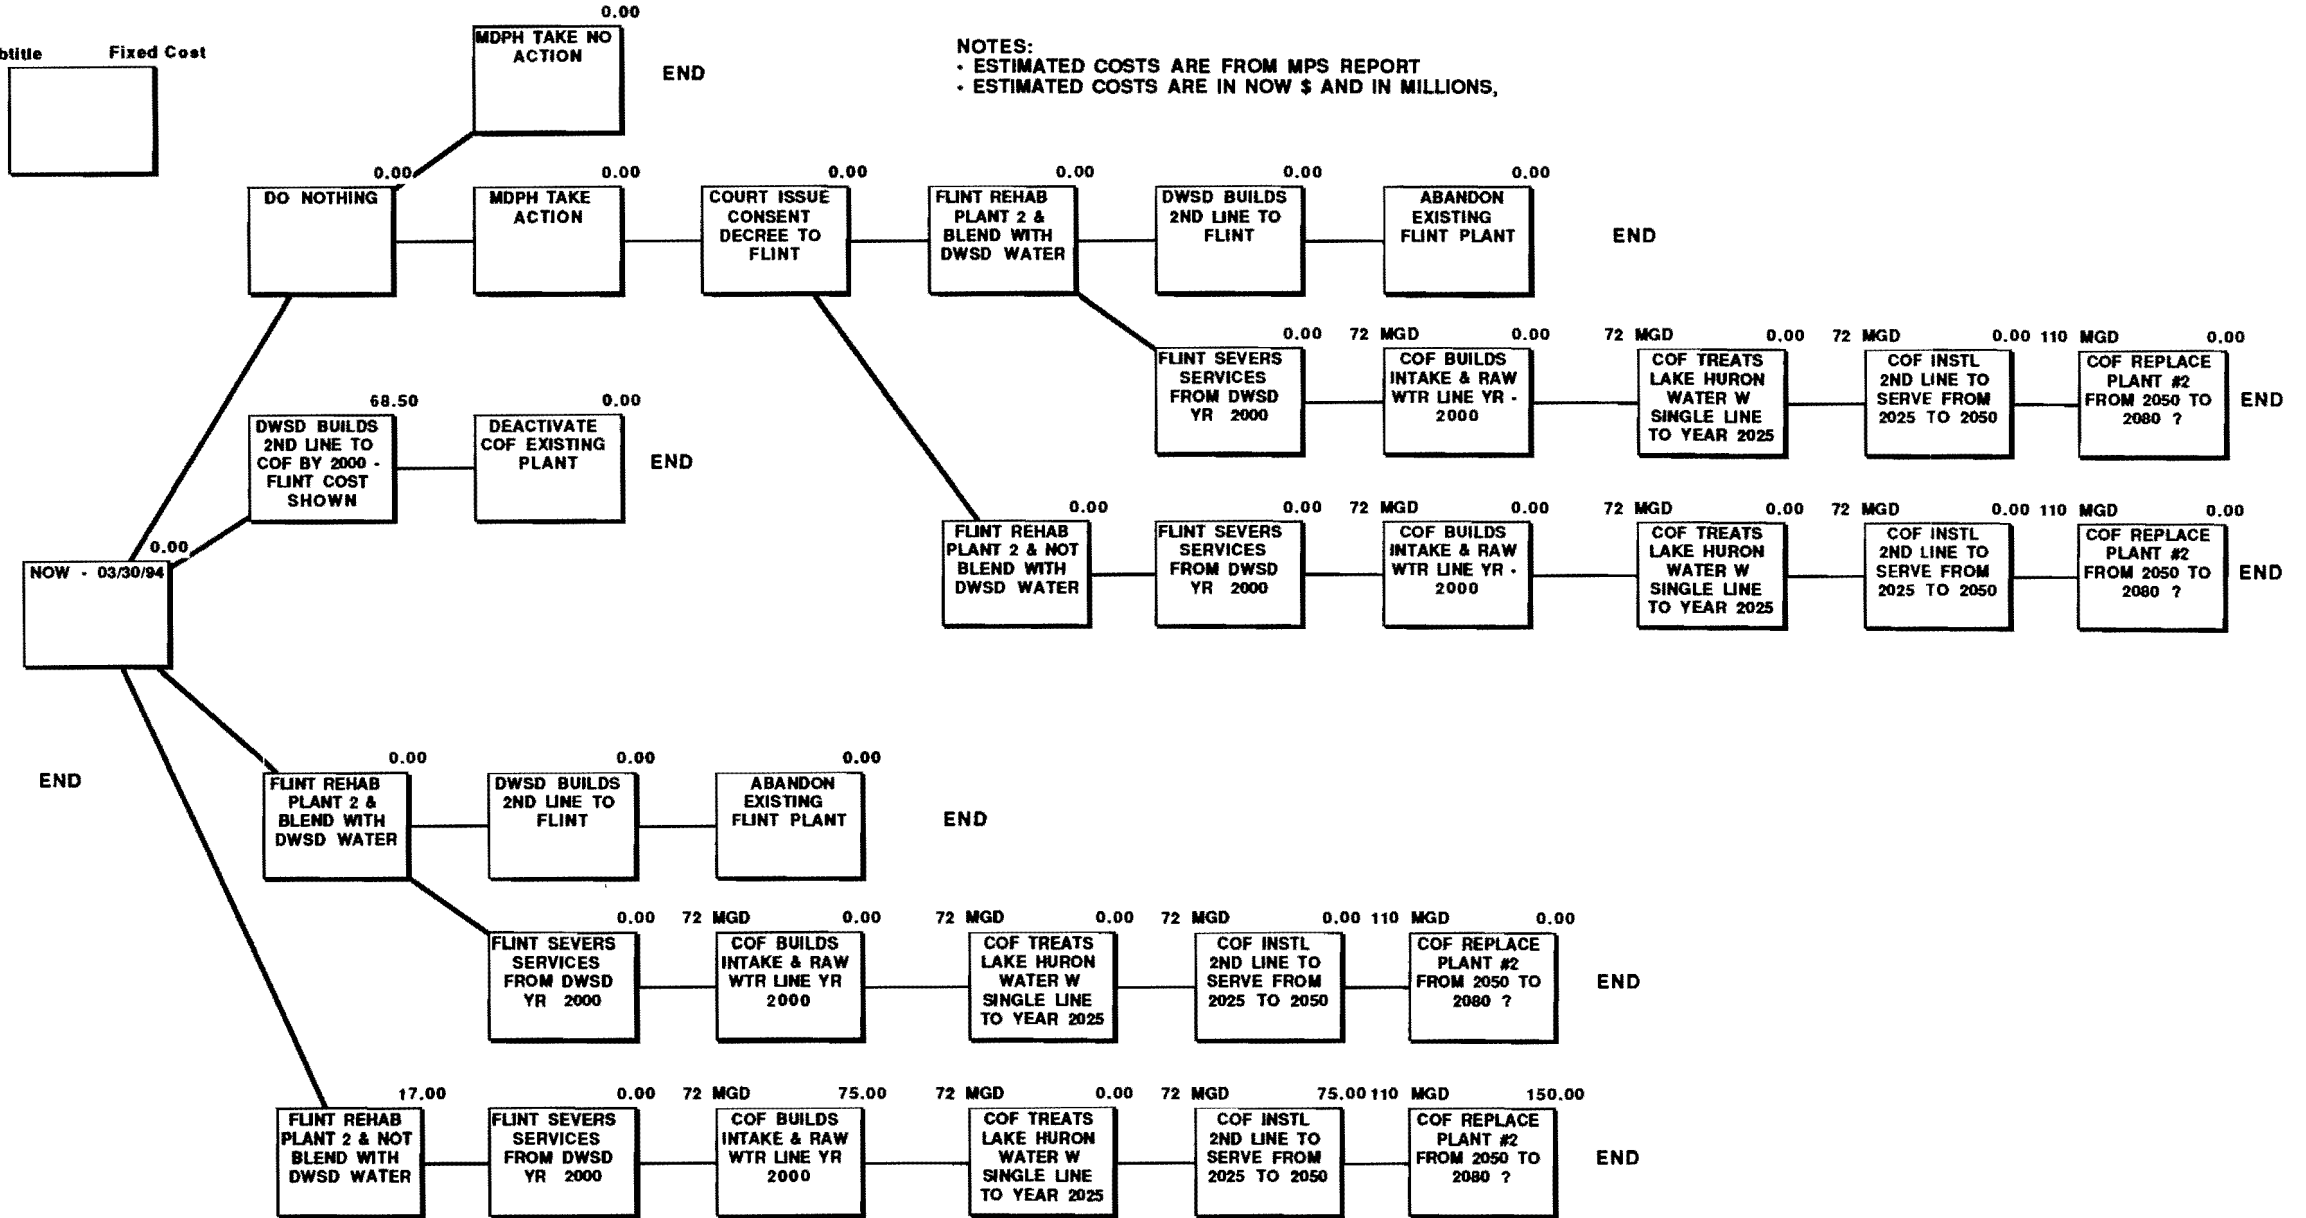 btitle Fixed Cost
NOTES:
- ESTIMATED COSTS ARE FROM MPS REPORT
- ESTIMATED COSTS ARE IN NOW $ AND IN MILLIONS,
0.00
MDPH TAKE NO
ACTION
END
0.00
DO NOTHING
0.00
MDPH TAKE
ACTION
0.00
COURT ISSUE
CONSENT
DECREE TO
FLINT
0.00
FLINT REHAB
PLANT 2 &
BLEND WITH
DWSD WATER
0.00
DWSD BUILDS
2ND LINE TO
FLINT
0.00
ABANDON
EXISTING
FLINT PLANT
END
0.00
FLINT SEVERS
SERVICES
FROM DWSD
YR 2000
72 MGD 0.00
COF BUILDS
INTAKE & RAW
WTR LINE YR -
2000
72 MGD 0.00
COF TREATS
LAKE HURON
WATER W
SINGLE LINE
TO YEAR 2025
72 MGD 0.00
COF INSTL
2ND LINE TO
SERVE FROM
2025 TO 2050
110 MGD 0.00
COF REPLACE
PLANT #2
FROM 2050 TO
2080 ?
END
68.50
DWSD BUILDS
2ND LINE TO
COF BY 2000 -
FLINT COST
SHOWN
0.00
DEACTIVATE
COF EXISTING
PLANT
END
0.00
FLINT REHAB
PLANT 2 & NOT
BLEND WITH
DWSD WATER
0.00
FLINT SEVERS
SERVICES
FROM DWSD
YR 2000
72 MGD 0.00
COF BUILDS
INTAKE & RAW
WTR LINE YR -
2000
72 MGD 0.00
COF TREATS
LAKE HURON
WATER W
SINGLE LINE
TO YEAR 2025
72 MGD 0.00
COF INSTL
2ND LINE TO
SERVE FROM
2025 TO 2050
110 MGD 0.00
COF REPLACE
PLANT #2
FROM 2050 TO
2080 ?
END
0.00
NOW - 03/30/94
END
0.00
FLINT REHAB
PLANT 2 &
BLEND WITH
DWSD WATER
0.00
DWSD BUILDS
2ND LINE TO
FLINT
0.00
ABANDON
EXISTING
FLINT PLANT
END
0.00
FLINT SEVERS
SERVICES
FROM DWSD
YR 2000
72 MGD 0.00
COF BUILDS
INTAKE & RAW
WTR LINE YR
2000
72 MGD 0.00
COF TREATS
LAKE HURON
WATER W
SINGLE LINE
TO YEAR 2025
72 MGD 0.00
COF INSTL
2ND LINE TO
SERVE FROM
2025 TO 2050
110 MGD 0.00
COF REPLACE
PLANT #2
FROM 2050 TO
2080 ?
END
17.00
FLINT REHAB
PLANT 2 & NOT
BLEND WITH
DWSD WATER
0.00
FLINT SEVERS
SERVICES
FROM DWSD
YR 2000
72 MGD 75.00
COF BUILDS
INTAKE & RAW
WTR LINE YR
2000
72 MGD 0.00
COF TREATS
LAKE HURON
WATER W
SINGLE LINE
TO YEAR 2025
72 MGD 75.00
COF INSTL
2ND LINE TO
SERVE FROM
2025 TO 2050
110 MGD 150.00
COF REPLACE
PLANT #2
FROM 2050 TO
2080 ?
END